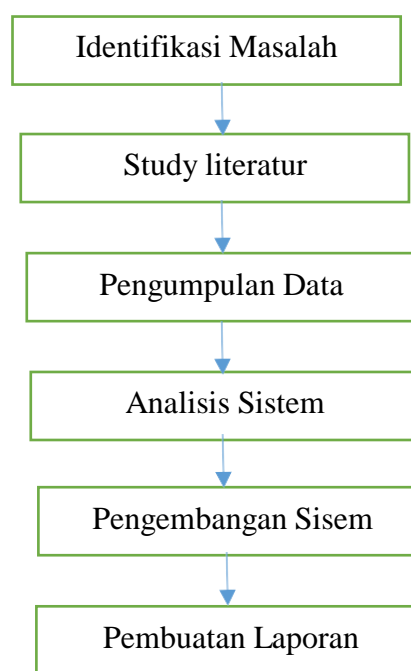 Identifikasi Masalah
Study literatur
Pengumpulan Data
Analisis Sistem
Pengembangan Sisem
Pembuatan Laporan